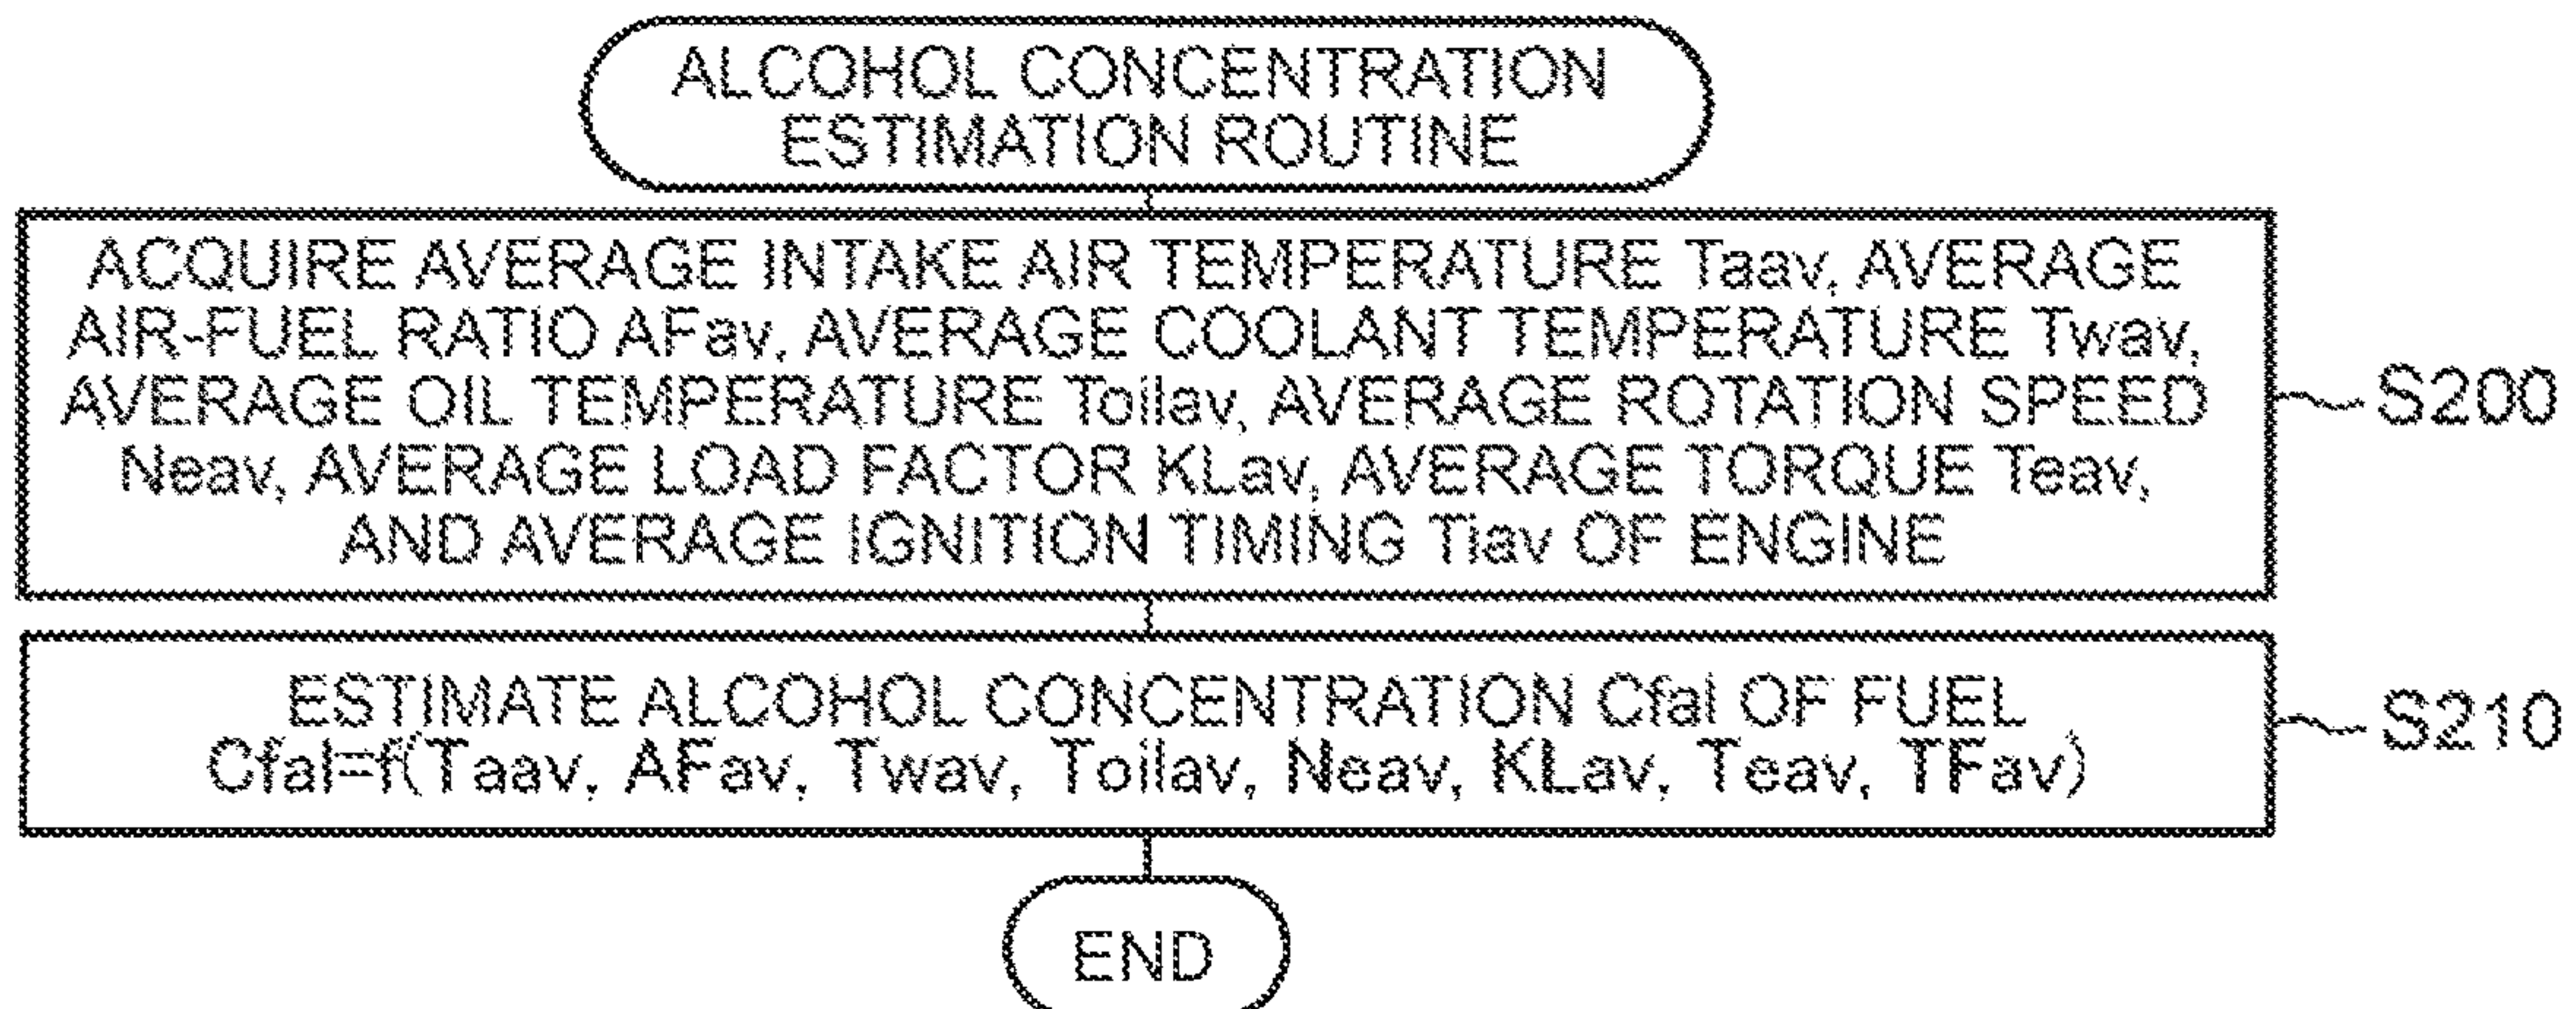 ALCOHOL CONCENTRATION
ESTIMATION ROUTINE
ACQUIRE AVERAGE INTAKE AIR TEMPERATURE Taav, AVERAGE
AIR-FUEL RATIO AFav, AVERAGE COOLANT TEMPERATURE Twav,
AVERAGE OIL TEMPERATURE Toilav, AVERAGE ROTATION SPEED
Neav, AVERAGE LOAD FACTOR KLav, AVERAGE TORQUE Teav,
AND AVERAGE IGNITION TIMING Tiav OF ENGINE
S200
ESTIMATE ALCOHOL CONCENTRATION Cfal OF FUEL
Cfal=f(Taav, AFav, Twav, Toilav, Neav, KLav, Teav, TFav)
S210
END